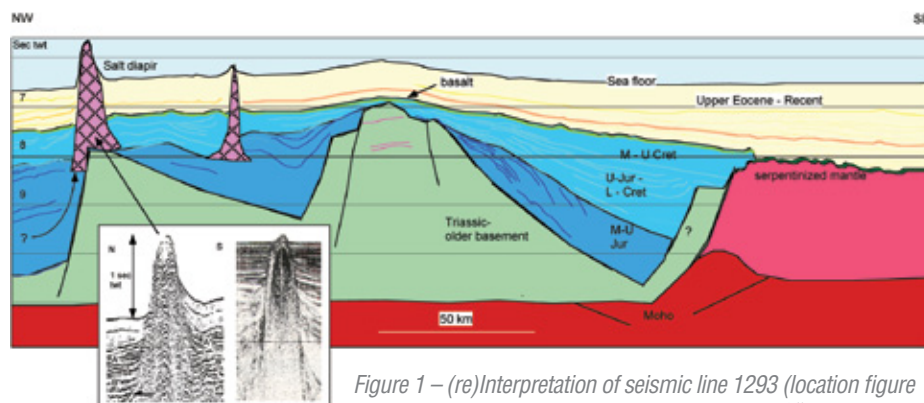 NW
SE
Sec twt
Salt diapir
basalt
Sea floor
7
Upper Eocene - Recent
8
M - U Cret
U-Jur -
L - Cret
serpentinized mantle
9
?
Triassic-
older basement
M-U
Jur
?
N
S
1 sec
twt
50 km
Moho
Figure 1 – (re)Interpretation of seismic line 1293 (location figure